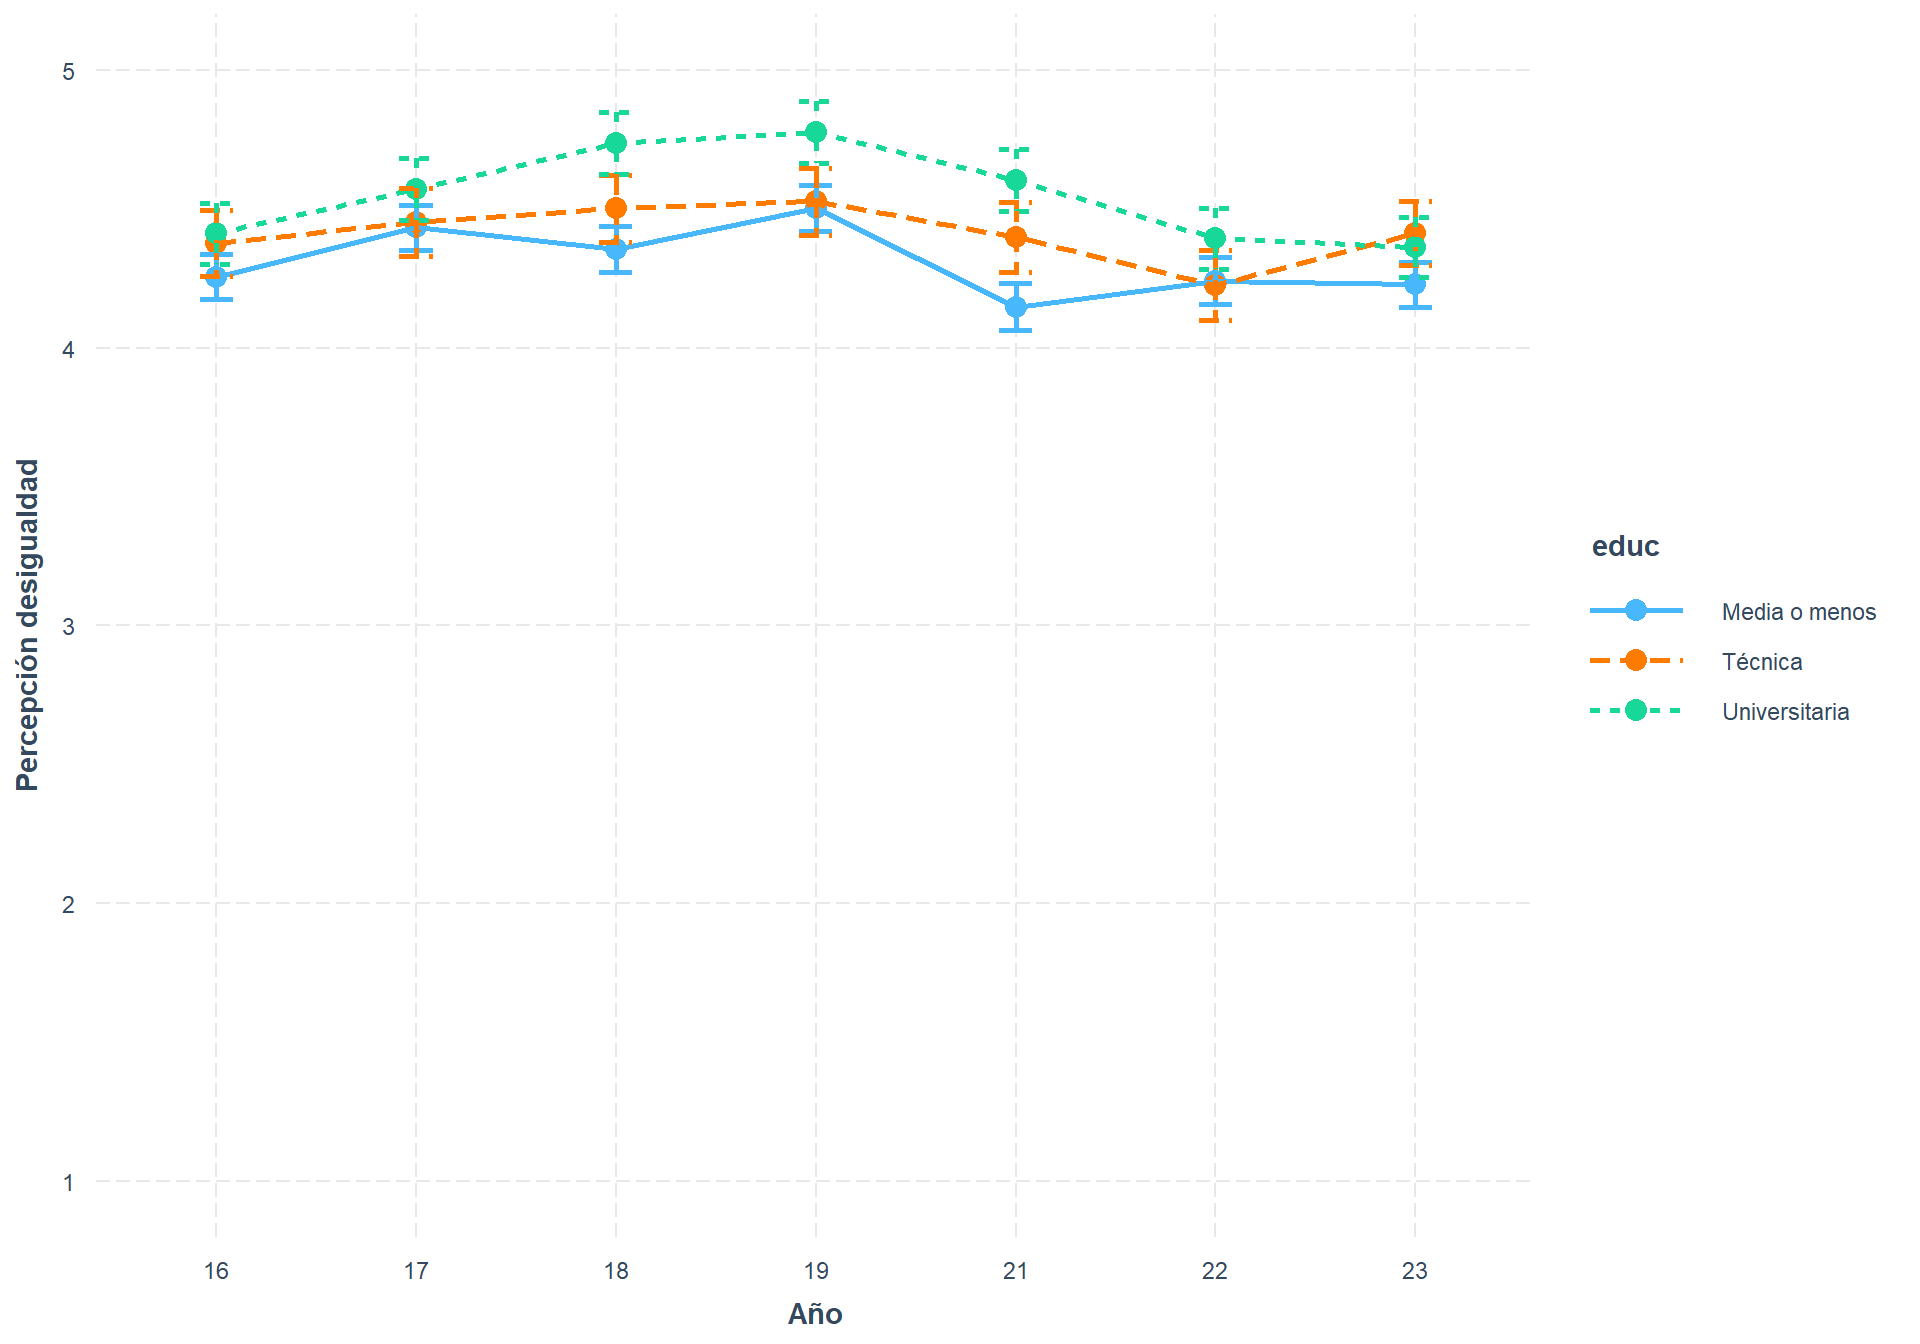 5
4
3
2
1
Percepción desigualdad
16 17 18 19 21 22 23
Año
educ
Media o menos
Técnica
Universitaria